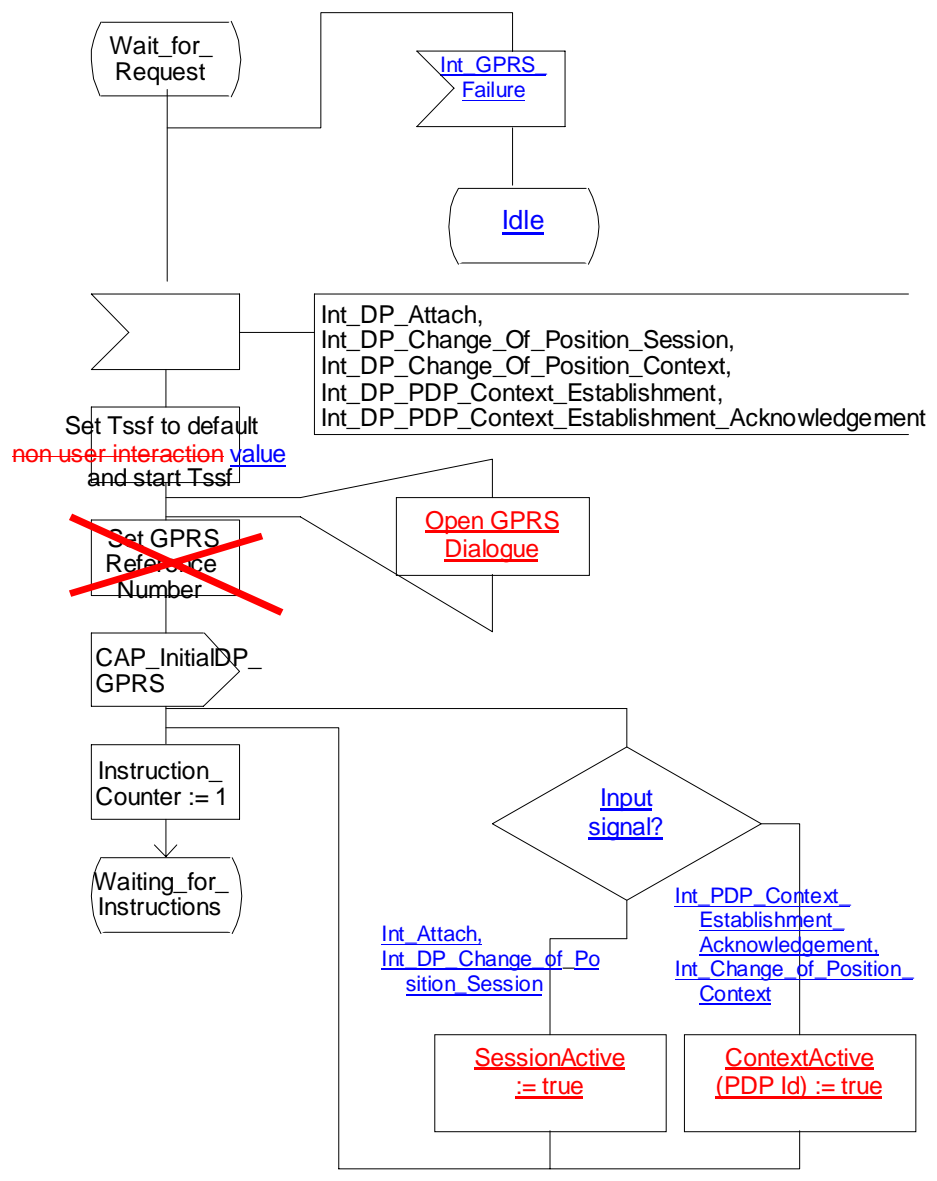 Wait_for_
Request
Int_GPRS_
Failure
Idle
Int_DP_Attach,
Int_DP_Change_Of_Position_Session,
Int_DP_Change_Of_Position_Context,
Int_DP_PDP_Context_Establishment,
Int_DP_PDP_Context_Establishment_Acknowledgement
Set Tssf to default
non user interaction value
and start Tssf
Open GPRS
Dialogue
Set GPRS
Reference
Number
CAP_InitialDP_
GPRS
Instruction_
Counter := 1
Waiting_for_
Instructions
Input
signal?
Int_Attach,
Int_DP_Change_of_Po
sition_Session
Int_PDP_Context_
Establishment_
Acknowledgement,
Int_Change_of_Position_
Context
SessionActive
:= true
ContextActive
(PDP Id) := true